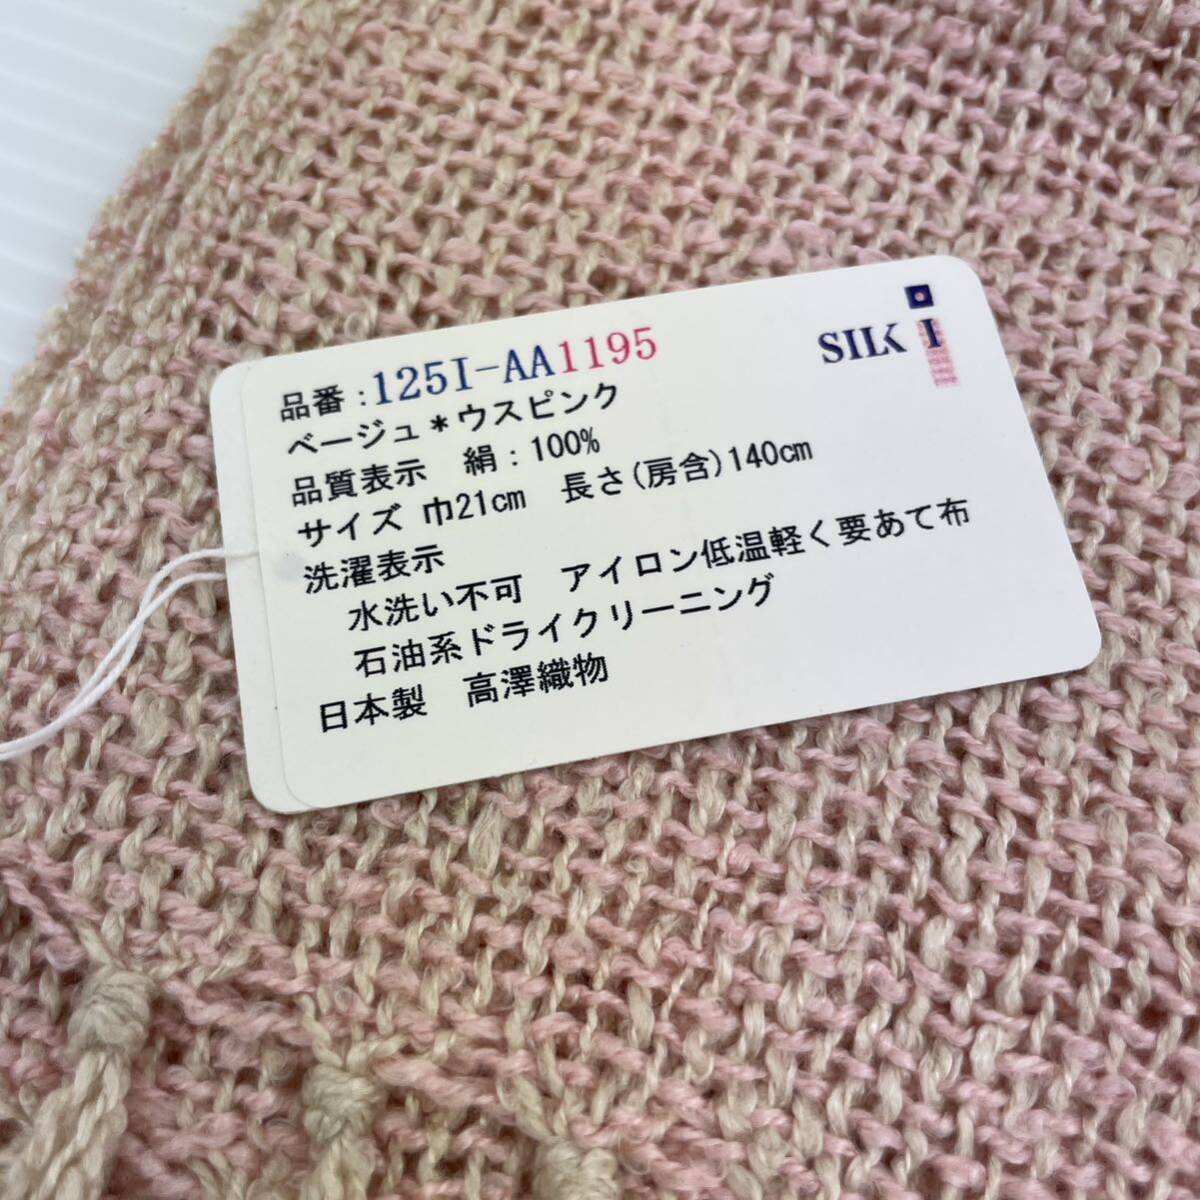 SILK I
品番:125I-AA1195
ベージュ*ウスピンク
品質表示 絹:100%
サイズ 巾21cm 長さ(房含)140cm
洗濯表示
水洗い不可 アイロン低温軽く要あて布
石油系ドライクリーニング
日本製 高澤織物